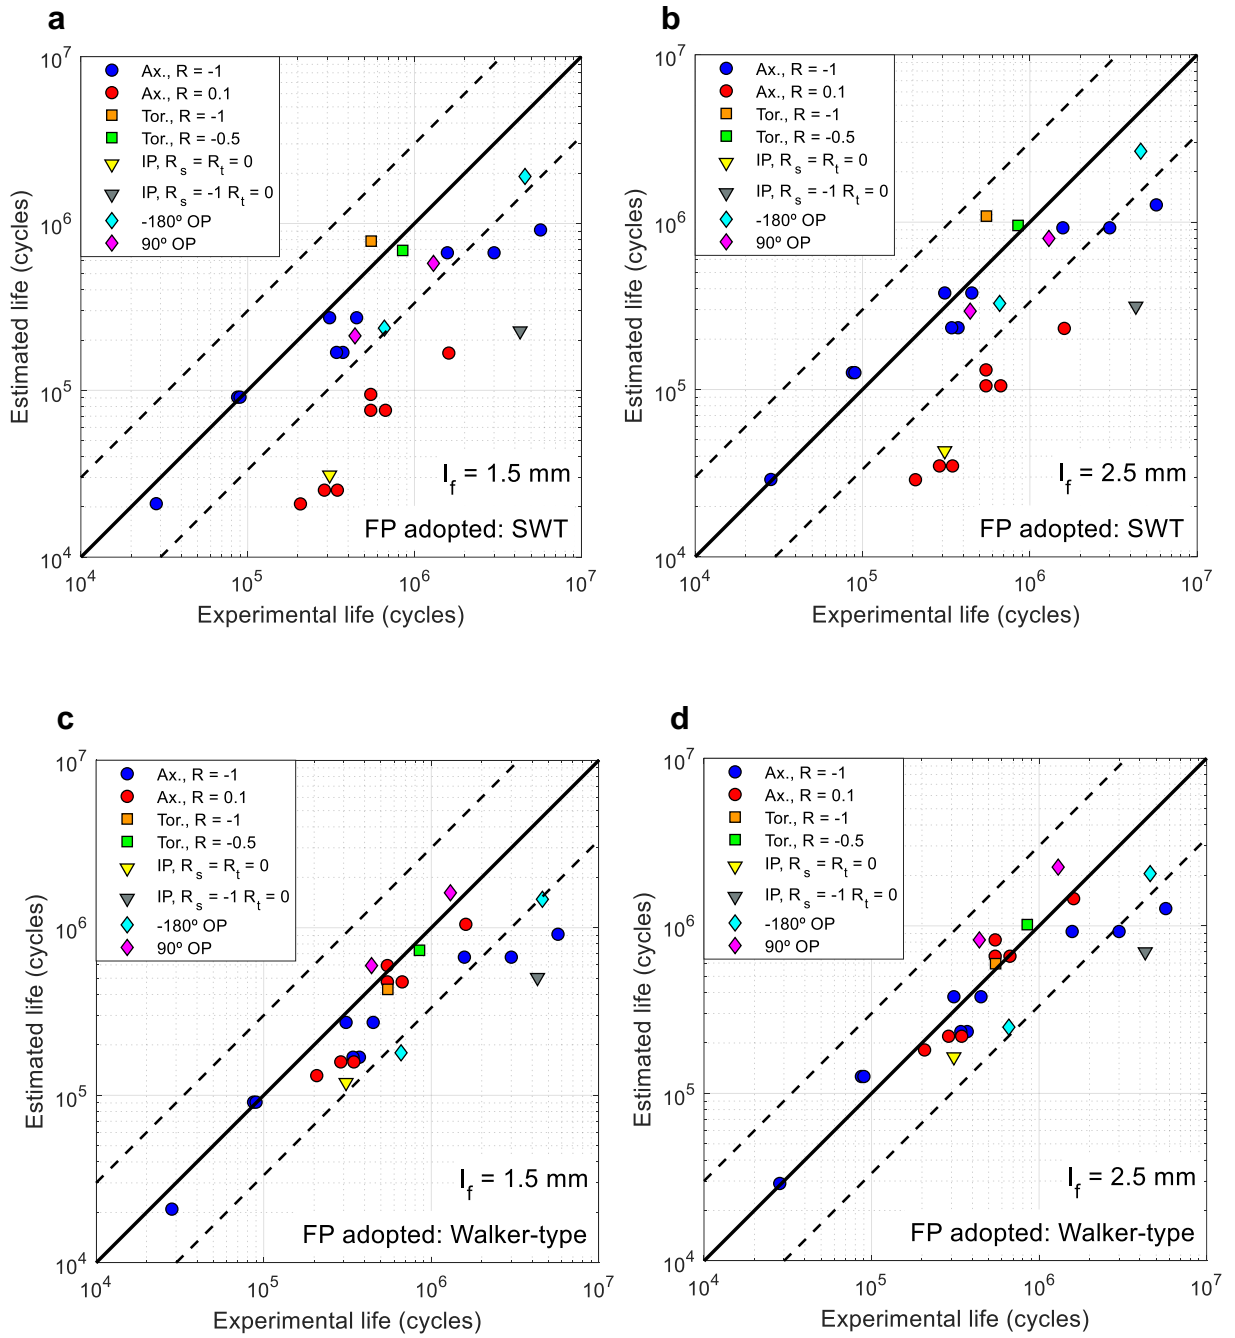 a
10^7
10^6
10^5
10^4
Estimated life (cycles)
Ax., R = -1
Ax., R = 0.1
Tor., R = -1
Tor., R = -0.5
IP, R_s = R_t = 0
IP, R_s = -1 R_t = 0
-180º OP
90º OP
l_f = 1.5 mm
FP adopted: SWT
10^4 10^5 10^6 10^7
Experimental life (cycles)
b
10^7
10^6
10^5
10^4
Estimated life (cycles)
Ax., R = -1
Ax., R = 0.1
Tor., R = -1
Tor., R = -0.5
IP, R_s = R_t = 0
IP, R_s = -1 R_t = 0
-180º OP
90º OP
l_f = 2.5 mm
FP adopted: SWT
10^4 10^5 10^6 10^7
Experimental life (cycles)
c
10^7
10^6
10^5
10^4
Estimated life (cycles)
Ax., R = -1
Ax., R = 0.1
Tor., R = -1
Tor., R = -0.5
IP, R_s = R_t = 0
IP, R_s = -1 R_t = 0
-180º OP
90º OP
l_f = 1.5 mm
FP adopted: Walker-type
10^4 10^5 10^6 10^7
Experimental life (cycles)
d
10^7
10^6
10^5
10^4
Estimated life (cycles)
Ax., R = -1
Ax., R = 0.1
Tor., R = -1
Tor., R = -0.5
IP, R_s = R_t = 0
IP, R_s = -1 R_t = 0
-180º OP
90º OP
l_f = 2.5 mm
FP adopted: Walker-type
10^4 10^5 10^6 10^7
Experimental life (cycles)